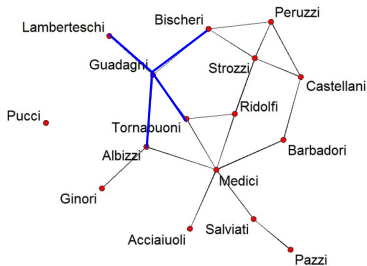 Peruzzi
Bischeri
Lamberteschi
Strozzi
Guadagni
Castellani
Pucci
Ridolfi
Tornabuoni
Barbadori
Albizzi
Medici
Ginori
Salviati
Acciaiuoli
Pazzi